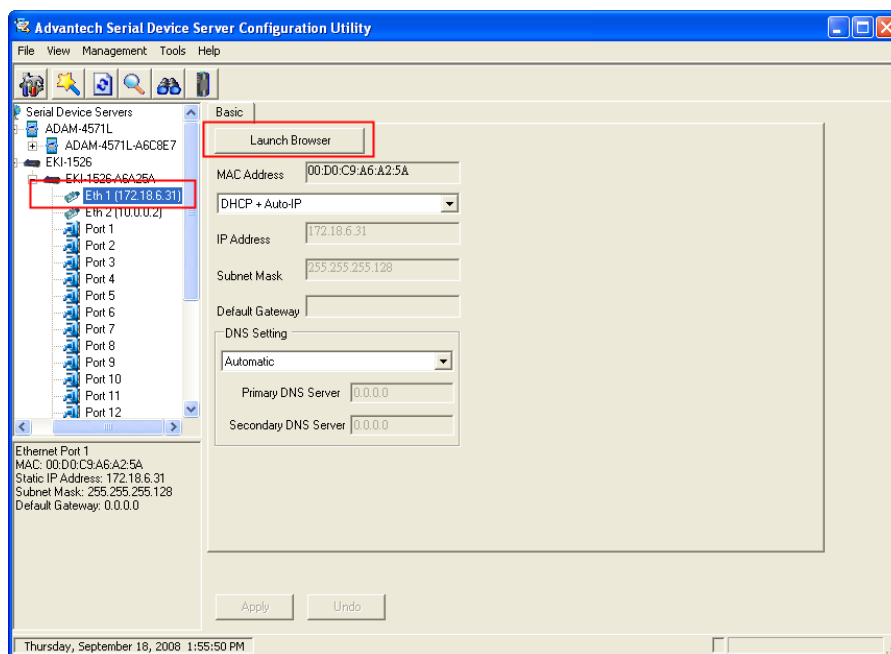 Advantech Serial Device Server Configuration Utility
File View Management Tools Help
Serial Device Servers
ADAM-4571L
ADAM-4571L-A6C8E7
EKI-1526
EKI-1526-A6A25A
Eth 1 (172.18.6.31)
Eth 2 (10.0.0.2)
Port 1
Port 2
Port 3
Port 4
Port 5
Port 6
Port 7
Port 8
Port 9
Port 10
Port 11
Port 12
Ethernet Port 1
MAC: 00:D0:C9:A6:A2:5A
Static IP Address: 172.18.6.31
Subnet Mask: 255.255.255.128
Default Gateway: 0.0.0.0
Basic
Launch Browser
MAC Address 00:D0:C9:A6:A2:5A
DHCP + Auto-IP
IP Address 172.18.6.31
Subnet Mask 255.255.255.128
Default Gateway
DNS Setting
Automatic
Primary DNS Server 0.0.0.0
Secondary DNS Server 0.0.0.0
Apply Undo
Thursday, September 18, 2008 1:55:50 PM